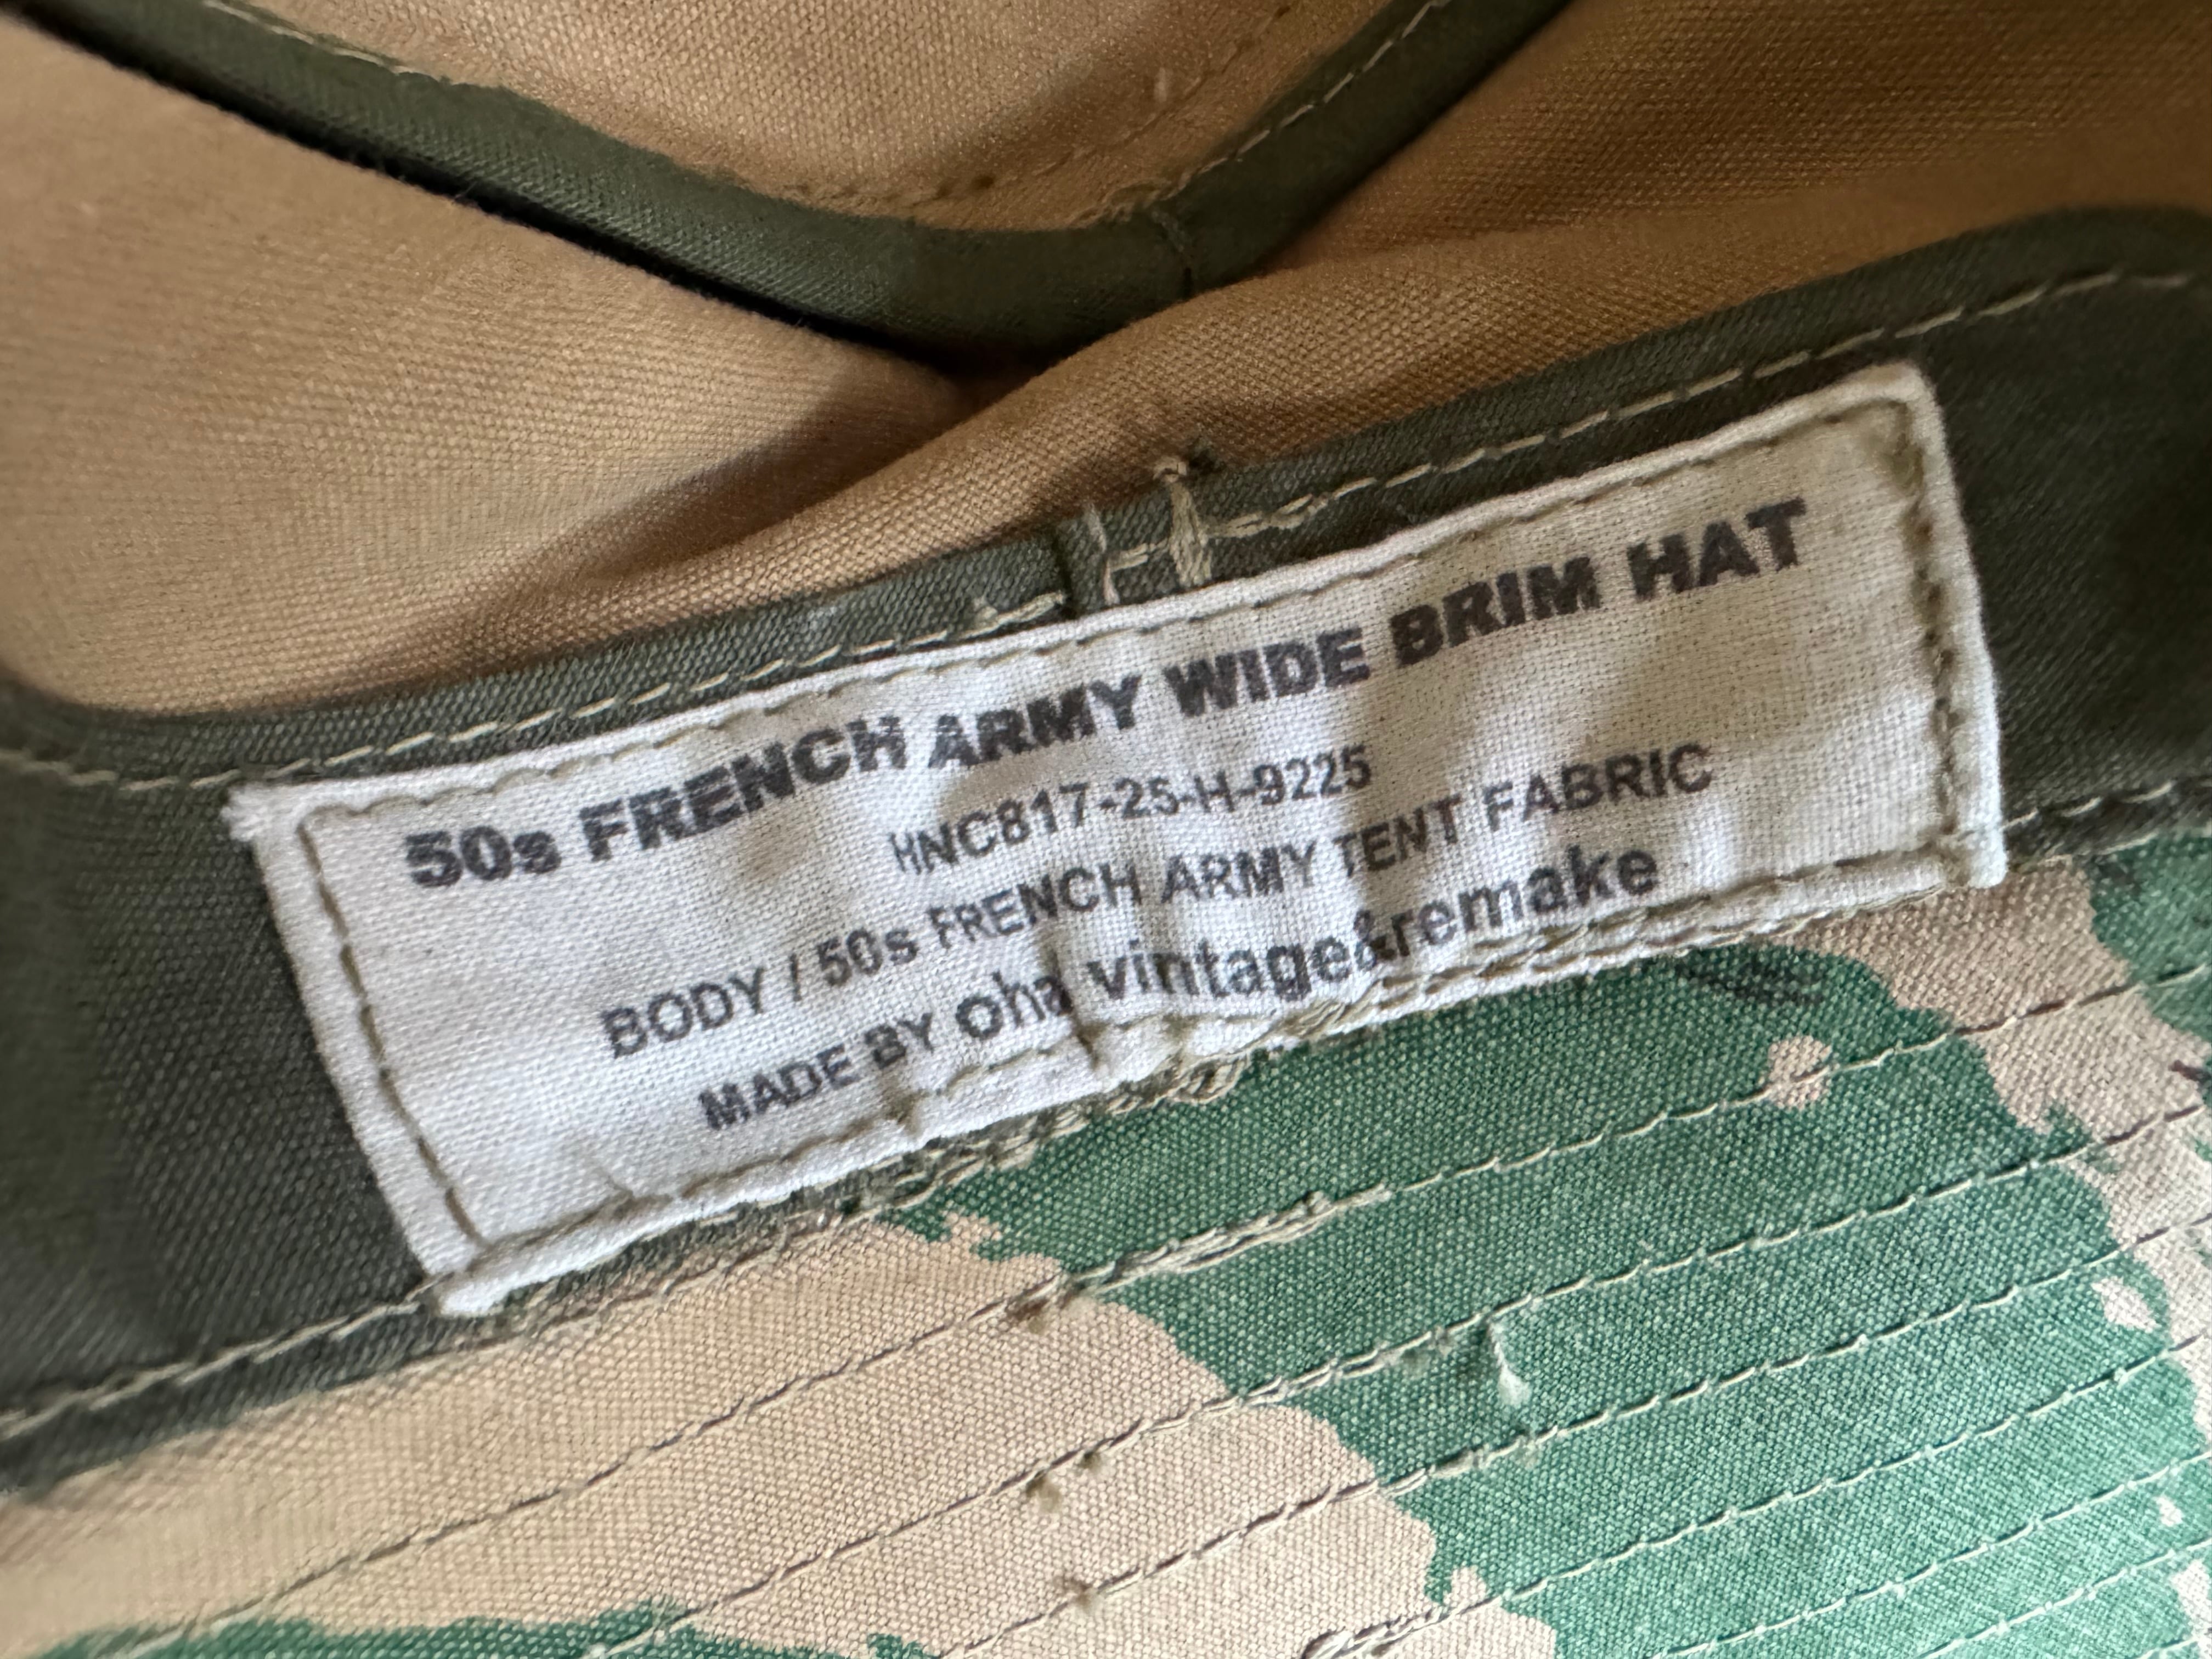 50s FRENCH ARMY WIDE BRIM HAT
HNC817-25-H-9225
BODY / 50s FRENCH ARMY TENT FABRIC
MADE BY oha vintage&remake